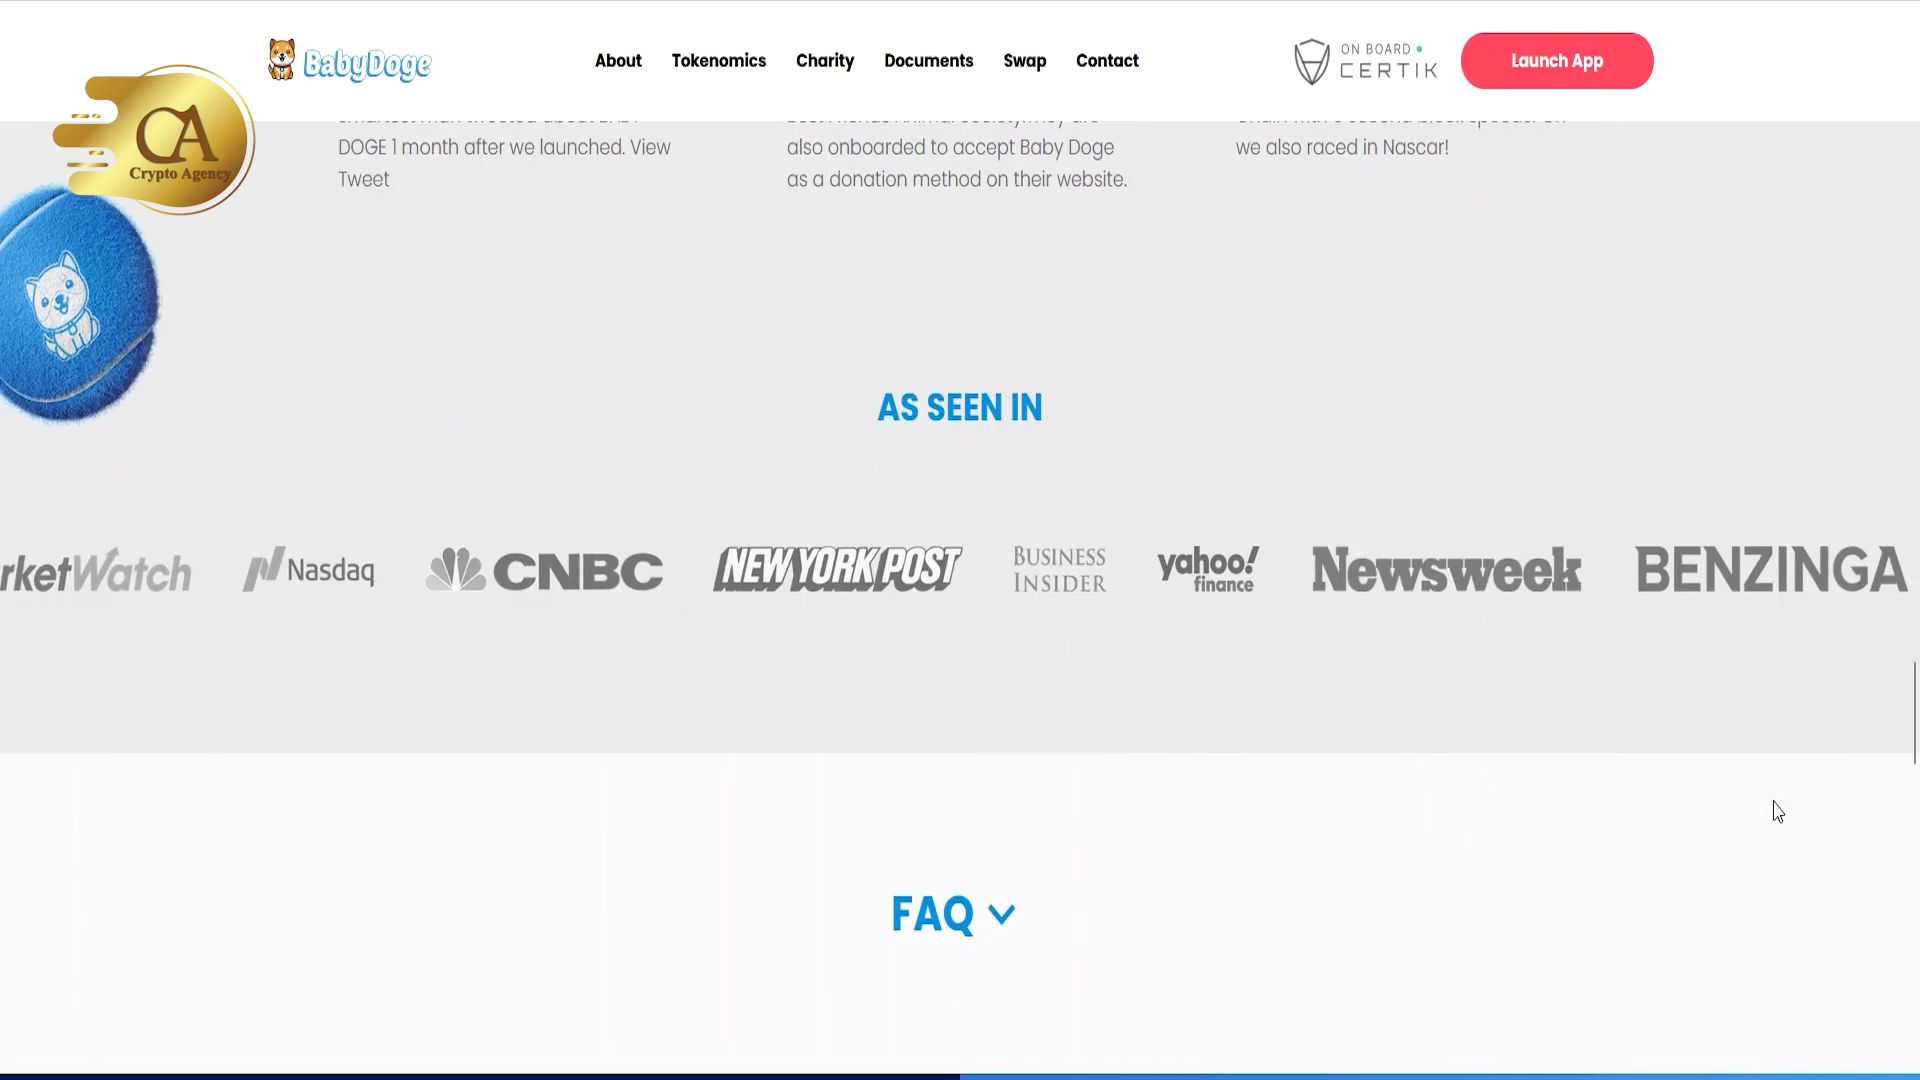 BabyDoge
About
Tokenomics
Charity
Documents
Swap
Contact
ON BOARD
CERTIK
Launch App
CA
Crypto Agency
DOGE 1 month after we launched. View
Tweet
also onboarded to accept Baby Doge
as a donation method on their website.
we also raced in Nascar!
AS SEEN IN
rketWatch
Nasdaq
CNBC
NEW YORK POST
BUSINESS
INSIDER
yahoo!
finance
Newsweek
BENZINGA
FAQ